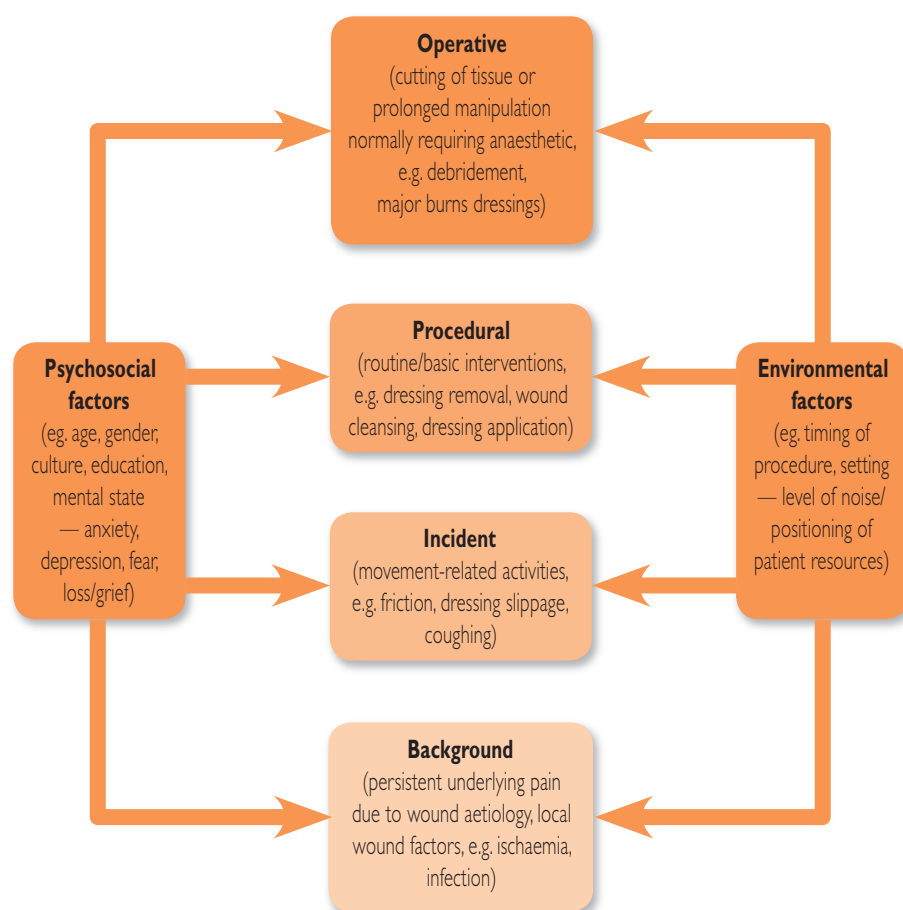 Operative
(cutting of tissue or
prolonged manipulation
normally requiring anaesthetic,
e.g. debridement,
major burns dressings)
Procedural
(routine/basic interventions,
e.g. dressing removal, wound
cleansing, dressing application)
Psychosocial
factors
(eg. age, gender,
culture, education,
mental state
— anxiety,
depression, fear,
loss/grief)
Environmental
factors
(eg. timing of
procedure, setting
— level of noise/
positioning of
patient resources)
Incident
(movement-related activities,
e.g. friction, dressing slippage,
coughing)
Background
(persistent underlying pain
due to wound aetiology, local
wound factors, e.g. ischaemia,
infection)